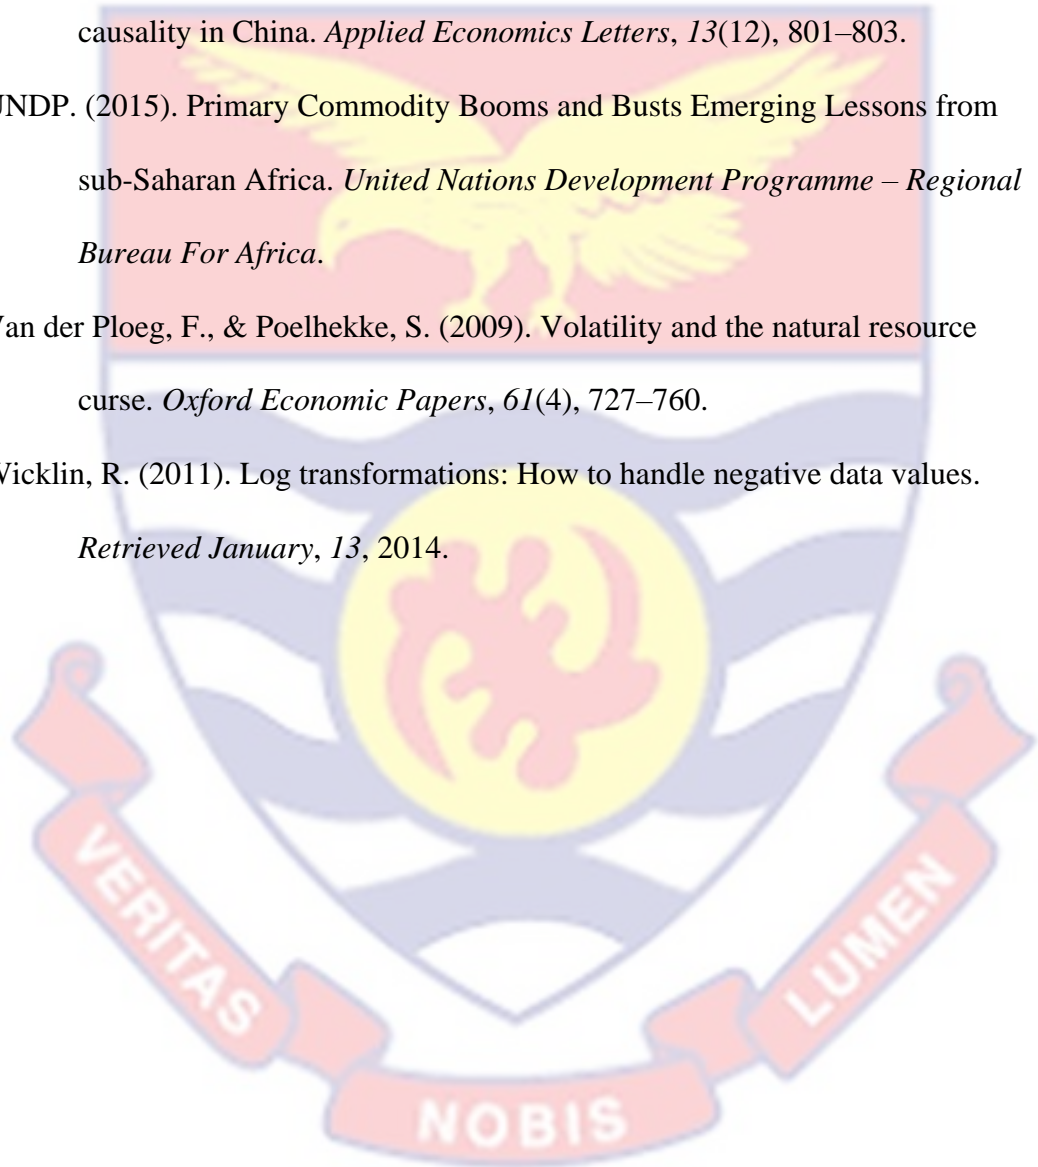 causality in China. Applied Economics Letters, 13(12), 801–803.
UNDP. (2015). Primary Commodity Booms and Busts Emerging Lessons from
sub-Saharan Africa. United Nations Development Programme – Regional
Bureau For Africa.
Van der Ploeg, F., & Poelhekke, S. (2009). Volatility and the natural resource
curse. Oxford Economic Papers, 61(4), 727–760.
Wicklin, R. (2011). Log transformations: How to handle negative data values.
Retrieved January, 13, 2014.
VERITAS
NOBIS
LUMEN